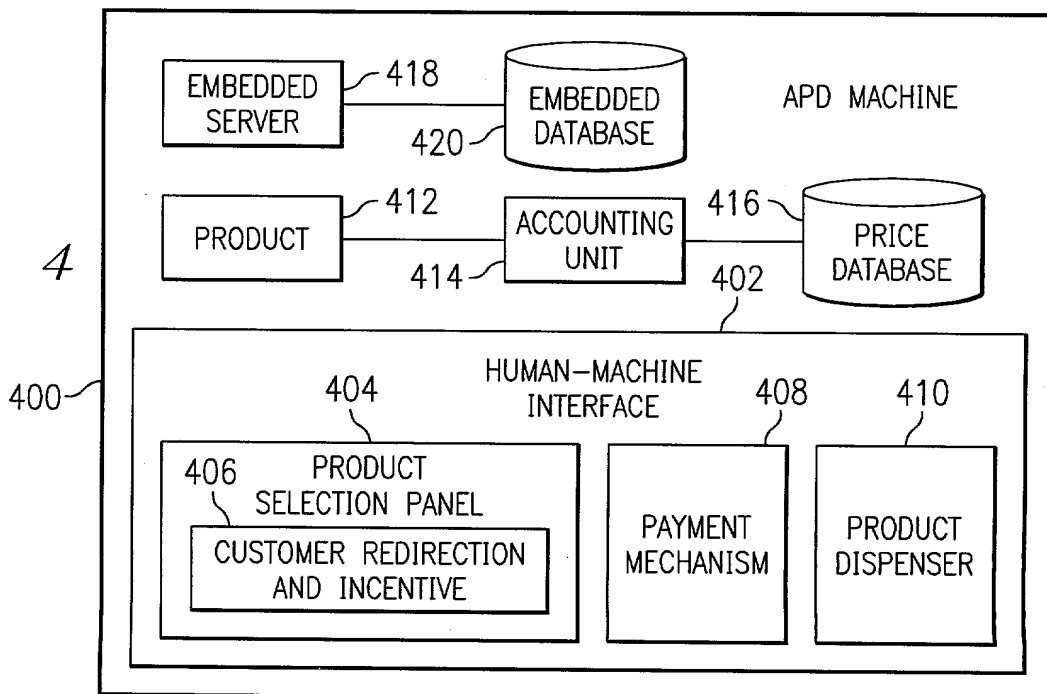 EMBEDDED
SERVER
418
EMBEDDED
DATABASE
420
APD MACHINE
PRODUCT
412
ACCOUNTING
UNIT
414
416
PRICE
DATABASE
4
402
400
HUMAN-MACHINE
INTERFACE
404
PRODUCT
SELECTION PANEL
406
CUSTOMER REDIRECTION
AND INCENTIVE
408
PAYMENT
MECHANISM
410
PRODUCT
DISPENSER